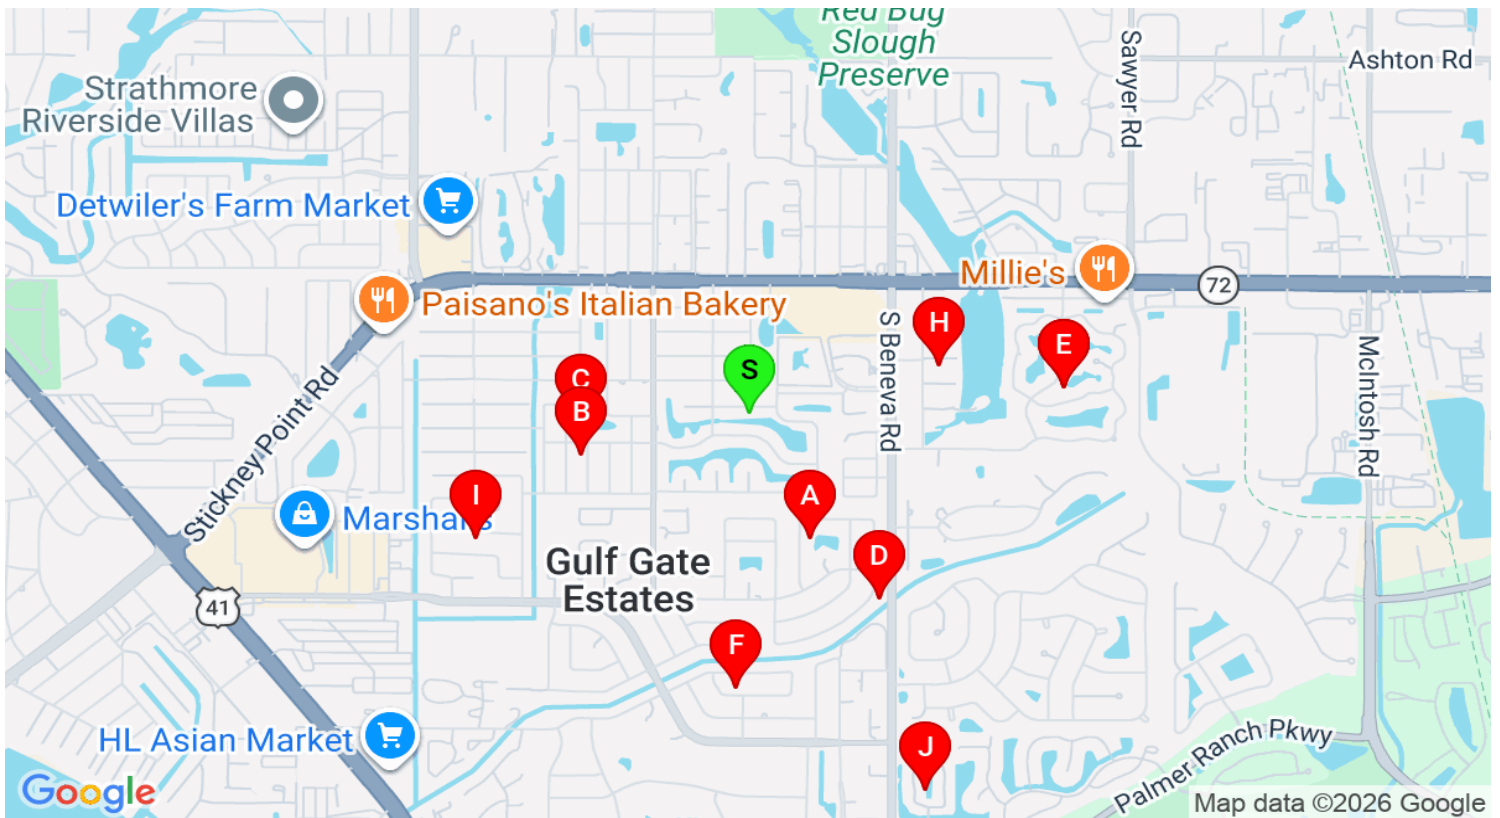 Red Bug
Slough
Preserve
Sawyer Rd
Ashton Rd
Strathmore
Riverside Villas
Detwiler's Farm Market
Millie's
72
Paisano's Italian Bakery
S Beneva Rd
H
E
McIntosh Rd
S
C
B
Stickney Point Rd
I
A
Marshalls
D
Gulf Gate
Estates
41
F
HL Asian Market
J
Palmer Ranch Pkwy
Google
Map data ©2026 Google